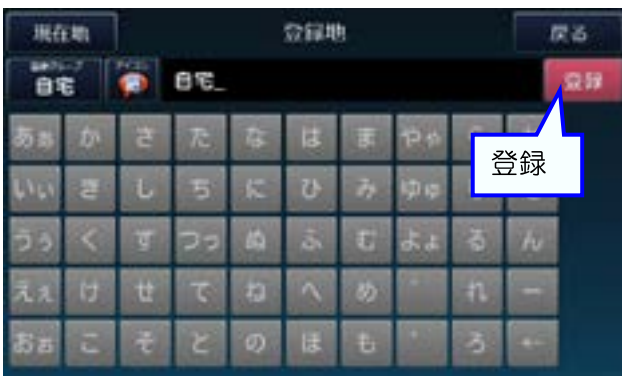 現在地 登録地 戻る
自宅 自宅_ 登録
登録
ああ か さ た な は ま やゃ
いぃ き し ち に ひ み ゆゅ
うぅ く す つっ ぬ ふ む よょ る ん
えぇ け せ て ね へ め ゛ れ ー
おぉ こ そ と の ほ も ゜ ろ ←